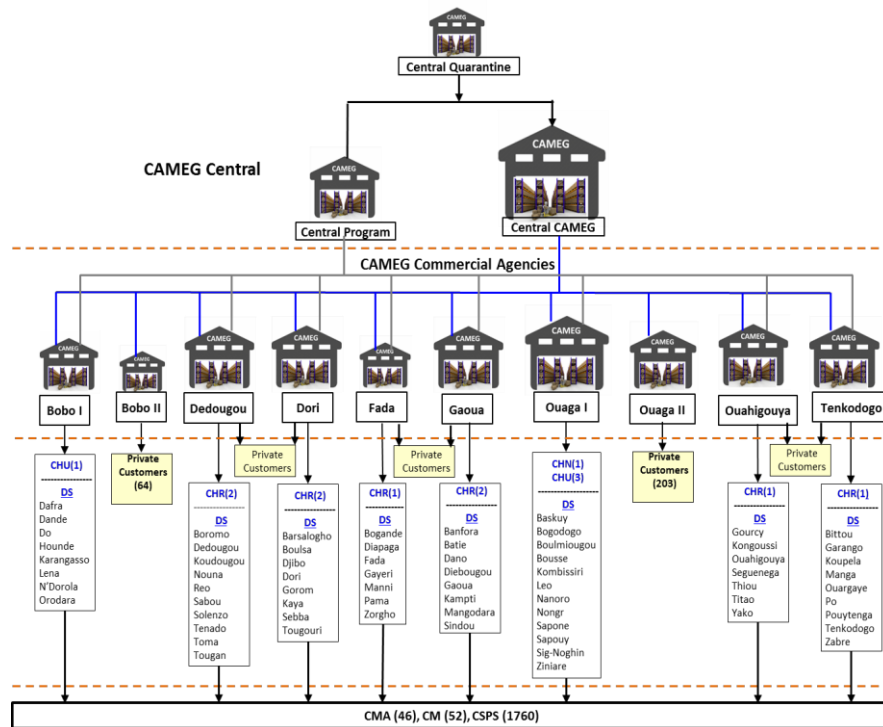 CAMEG
Central Quarantine
CAMEG Central
CAMEG
Central Program
CAMEG
Central CAMEG
CAMEG Commercial Agencies
CAMEG
Bobo I
CAMEG
Bobo II
CAMEG
Dedougou
CAMEG
Dori
CAMEG
Fada
CAMEG
Gaoua
CAMEG
Ouaga I
CAMEG
Ouaga II
CAMEG
Ouahigouya
CAMEG
Tenkodogo
CHU(1)
DS
Dafra
Dande
Do
Hounde
Karangasso
Lena
N'Dorola
Orodara
Private
Customers
(64)
CHR(2)
DS
Boromo
Dedougou
Koudougou
Nouna
Reo
Sabou
Solenzo
Tenado
Toma
Tougan
Private
Customers
CHR(2)
DS
Barsalogho
Boulsa
Djibo
Dori
Gorom
Kaya
Sebba
Tougouri
CHR(1)
DS
Bogande
Diapaga
Fada
Gayeri
Manni
Pama
Zorgho
Private
Customers
CHR(2)
DS
Banfora
Batie
Dano
Diebougou
Gaoua
Kampti
Mangodara
Sindou
CHN(1)
CHU(3)
DS
Baskuy
Bogodogo
Boulmiougou
Bousse
Kombissiri
Leo
Nanoro
Nongr
Sapone
Sapouy
Sig-Noghin
Ziniare
Private
Customers
(203)
CHR(1)
DS
Gourcy
Kongoussi
Ouahigouya
Seguenega
Thiou
Titao
Yako
Private
Customers
CHR(1)
DS
Bittou
Garango
Koupela
Manga
Ouargaye
Po
Pouytenga
Tenkodogo
Zabre
CMA (46), CM (52), CSPS (1760)